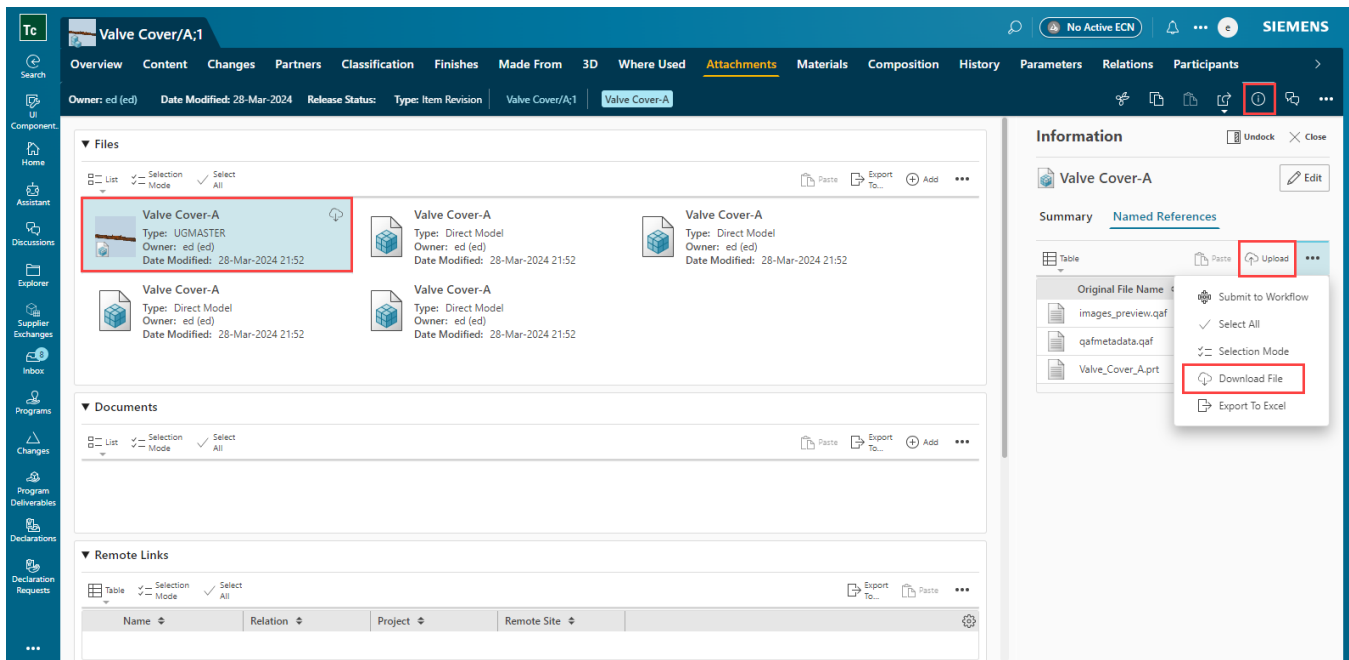 Tc
Valve Cover/A;1
No Active ECN
e
SIEMENS
Search
Overview Content Changes Partners Classification Finishes Made From 3D Where Used Attachments Materials Composition History Parameters Relations Participants
Owner: ed (ed) Date Modified: 28-Mar-2024 Release Status: Type: Item Revision Valve Cover/A;1 Valve Cover-A
UI
Component.
Home
Assistant
Discussions
Explorer
Supplier
Exchanges
8
Inbox
Programs
Changes
Program
Deliverables
Declarations
Declaration
Requests
Files
List Selection Mode Select All Paste Export To... Add
Valve Cover-A
Type: UGMASTER
Owner: ed (ed)
Date Modified: 28-Mar-2024 21:52
Valve Cover-A
Type: Direct Model
Owner: ed (ed)
Date Modified: 28-Mar-2024 21:52
Valve Cover-A
Type: Direct Model
Owner: ed (ed)
Date Modified: 28-Mar-2024 21:52
Valve Cover-A
Type: Direct Model
Owner: ed (ed)
Date Modified: 28-Mar-2024 21:52
Valve Cover-A
Type: Direct Model
Owner: ed (ed)
Date Modified: 28-Mar-2024 21:52
Documents
List Selection Mode Select All Paste Export To... Add
Remote Links
Table Selection Mode Select All Export To... Paste
Name Relation Project Remote Site
Information Undock Close
Valve Cover-A Edit
Summary Named References
Table Paste Upload
Original File Name
images_preview.qaf
qafmetadata.qaf
Valve_Cover_A.prt
Submit to Workflow
Select All
Selection Mode
Download File
Export To Excel